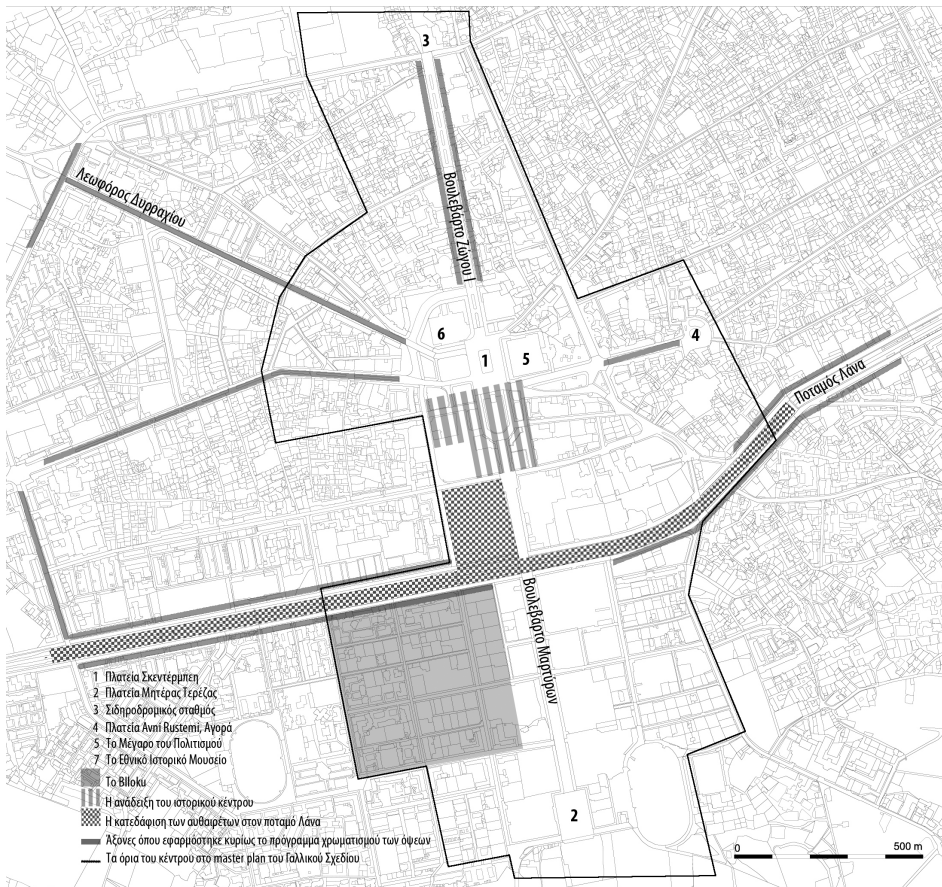 3
Λεωφόρος Δυρραχίου
Βουλεβάρτο Ζώγου Ι
6
1
5
4
Ποταμός Λάνα
Βουλεβάρτο Μαρτύρων
2
1 Πλατεία Σκεντέρμπεη
2 Πλατεία Μητέρας Τερέζας
3 Σιδηροδρομικός σταθμός
4 Πλατεία Avni Rustemi, Αγορά
5 Το Μέγαρο του Πολιτισμού
7 Το Εθνικό Ιστορικό Μουσείο
Το Blloku
Η ανάδειξη του ιστορικού κέντρου
Η κατεδάφιση των αυθαιρέτων στον ποταμό Λάνα
Άξονες όπου εφαρμόστηκε κυρίως το πρόγραμμα χρωματισμού των όψεων
Τα όρια του κέντρου στο master plan του Γαλλικού Σχεδίου
0 500 m